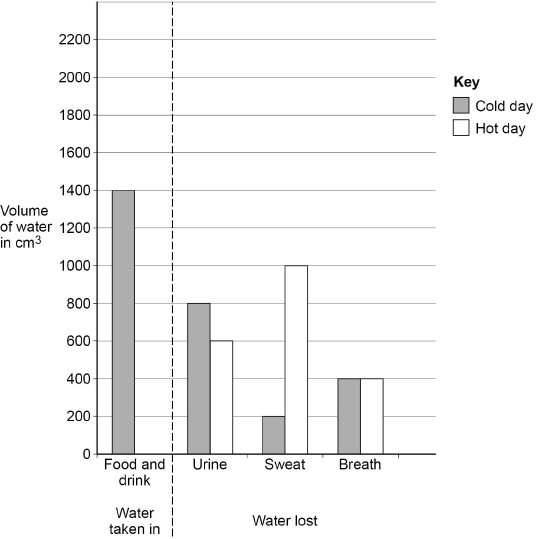 2200
2000
1800
1600
1400
1200
1000
800
600
400
200
0
Volume
of water
in cm3
Key
Cold day
Hot day
Food and
drink
Urine
Sweat
Breath
Water
taken in
Water lost